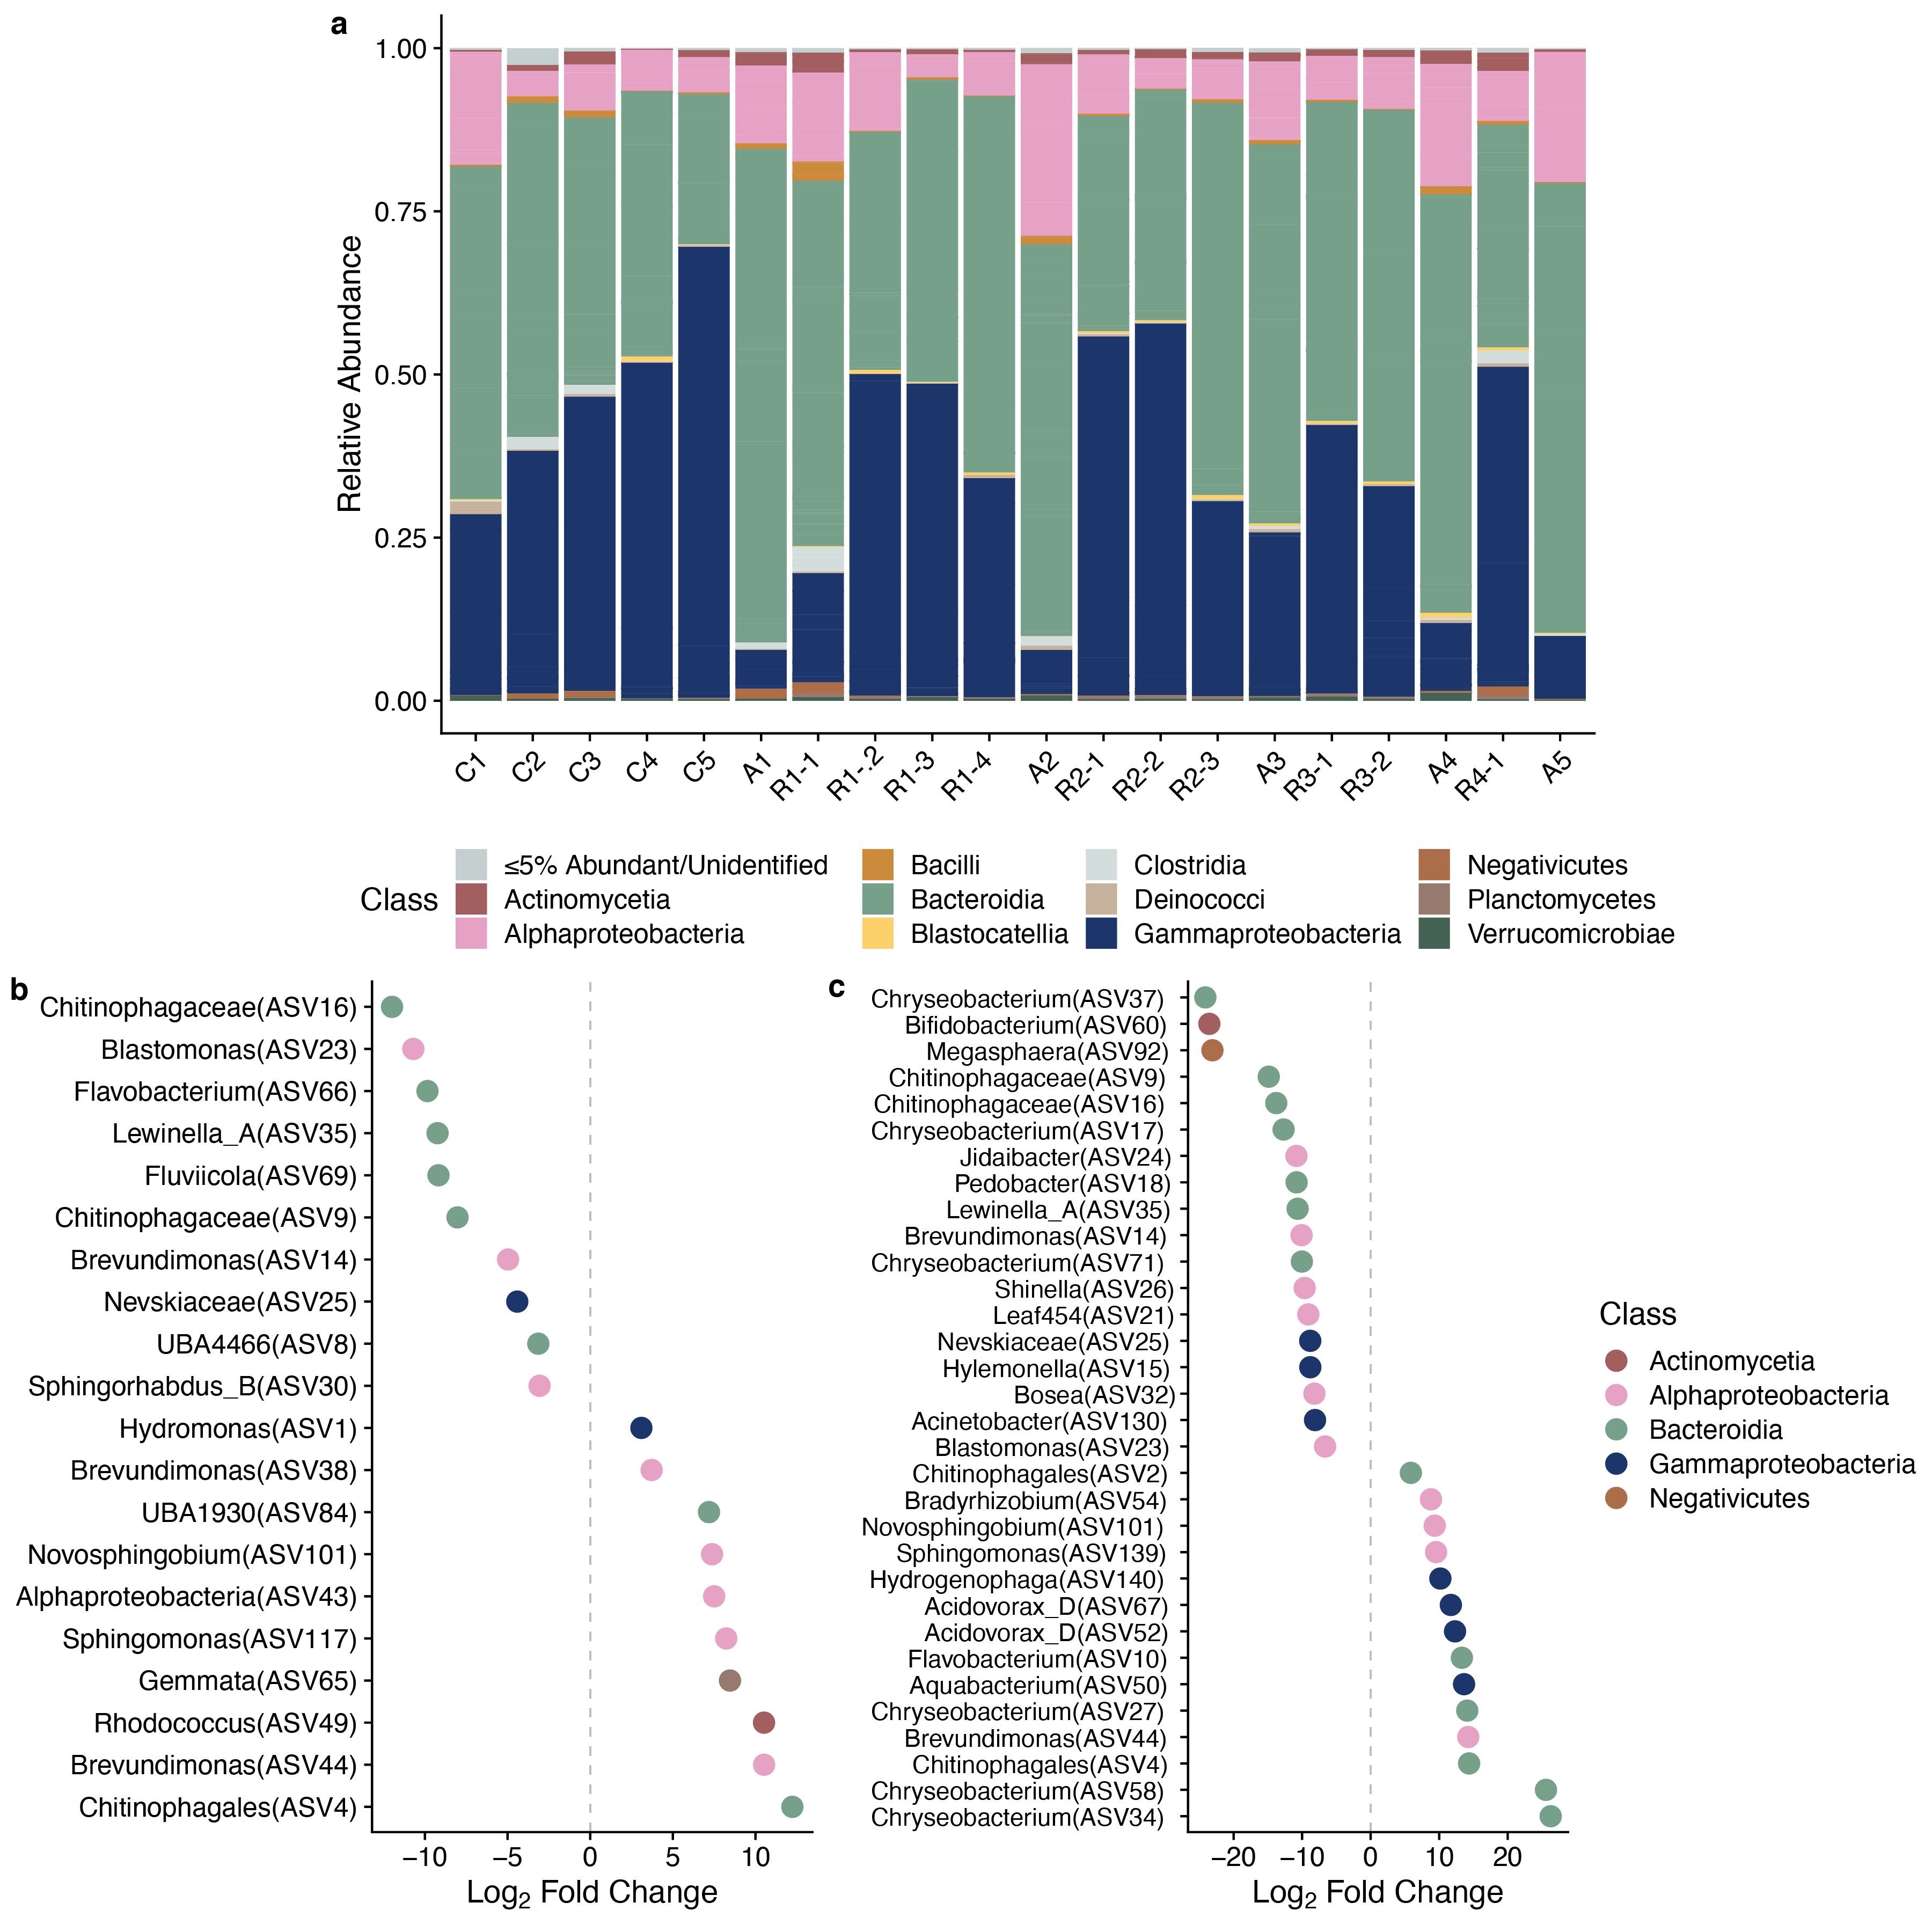 a
Relative Abundance
1.00
0.75
0.50
0.25
0.00
C1 C2 C3 C4 C5 A1 R1-1 R1-.2 R1-3 R1-4 A2 R2-1 R2-2 R2-3 A3 R3-1 R3-2 A4 R4-1 A5
Class
≤5% Abundant/Unidentified Bacilli Clostridia Negativicutes
Actinomycetia Bacteroidia Deinococci Planctomycetes
Alphaproteobacteria Blastocatellia Gammaproteobacteria Verrucomicrobiae
b
Chitinophagaceae(ASV16)
Blastomonas(ASV23)
Flavobacterium(ASV66)
Lewinella_A(ASV35)
Fluviicola(ASV69)
Chitinophagaceae(ASV9)
Brevundimonas(ASV14)
Nevskiaceae(ASV25)
UBA4466(ASV8)
Sphingorhabdus_B(ASV30)
Hydromonas(ASV1)
Brevundimonas(ASV38)
UBA1930(ASV84)
Novosphingobium(ASV101)
Alphaproteobacteria(ASV43)
Sphingomonas(ASV117)
Gemmata(ASV65)
Rhodococcus(ASV49)
Brevundimonas(ASV44)
Chitinophagales(ASV4)
−10 −5 0 5 10
Log2 Fold Change
c
Chryseobacterium(ASV37)
Bifidobacterium(ASV60)
Megasphaera(ASV92)
Chitinophagaceae(ASV9)
Chitinophagaceae(ASV16)
Chryseobacterium(ASV17)
Jidaibacter(ASV24)
Pedobacter(ASV18)
Lewinella_A(ASV35)
Brevundimonas(ASV14)
Chryseobacterium(ASV71)
Shinella(ASV26)
Leaf454(ASV21)
Nevskiaceae(ASV25)
Hylemonella(ASV15)
Bosea(ASV32)
Acinetobacter(ASV130)
Blastomonas(ASV23)
Chitinophagales(ASV2)
Bradyrhizobium(ASV54)
Novosphingobium(ASV101)
Sphingomonas(ASV139)
Hydrogenophaga(ASV140)
Acidovorax_D(ASV67)
Acidovorax_D(ASV52)
Flavobacterium(ASV10)
Aquabacterium(ASV50)
Chryseobacterium(ASV27)
Brevundimonas(ASV44)
Chitinophagales(ASV4)
Chryseobacterium(ASV58)
Chryseobacterium(ASV34)
−20 −10 0 10 20
Log2 Fold Change
Class
Actinomycetia
Alphaproteobacteria
Bacteroidia
Gammaproteobacteria
Negativicutes